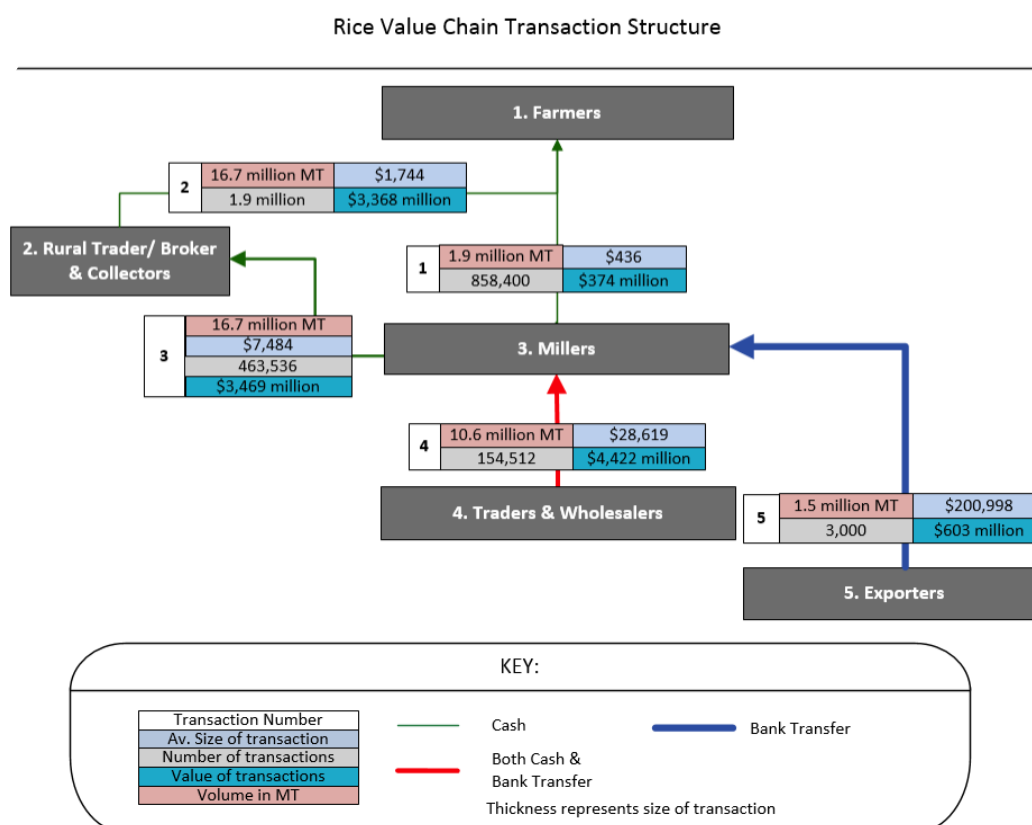 Rice Value Chain Transaction Structure
1. Farmers
2
16.7 million MT
$1,744
1.9 million
$3,368 million
2. Rural Trader/ Broker
& Collectors
1
1.9 million MT
$436
858,400
$374 million
3
16.7 million MT
$7,484
463,536
$3,469 million
3. Millers
4
10.6 million MT
$28,619
154,512
$4,422 million
4. Traders & Wholesalers
5
1.5 million MT
$200,998
3,000
$603 million
5. Exporters
KEY:
Transaction Number
Av. Size of transaction
Number of transactions
Value of transactions
Volume in MT
Cash
Both Cash &
Bank Transfer
Bank Transfer
Thickness represents size of transaction